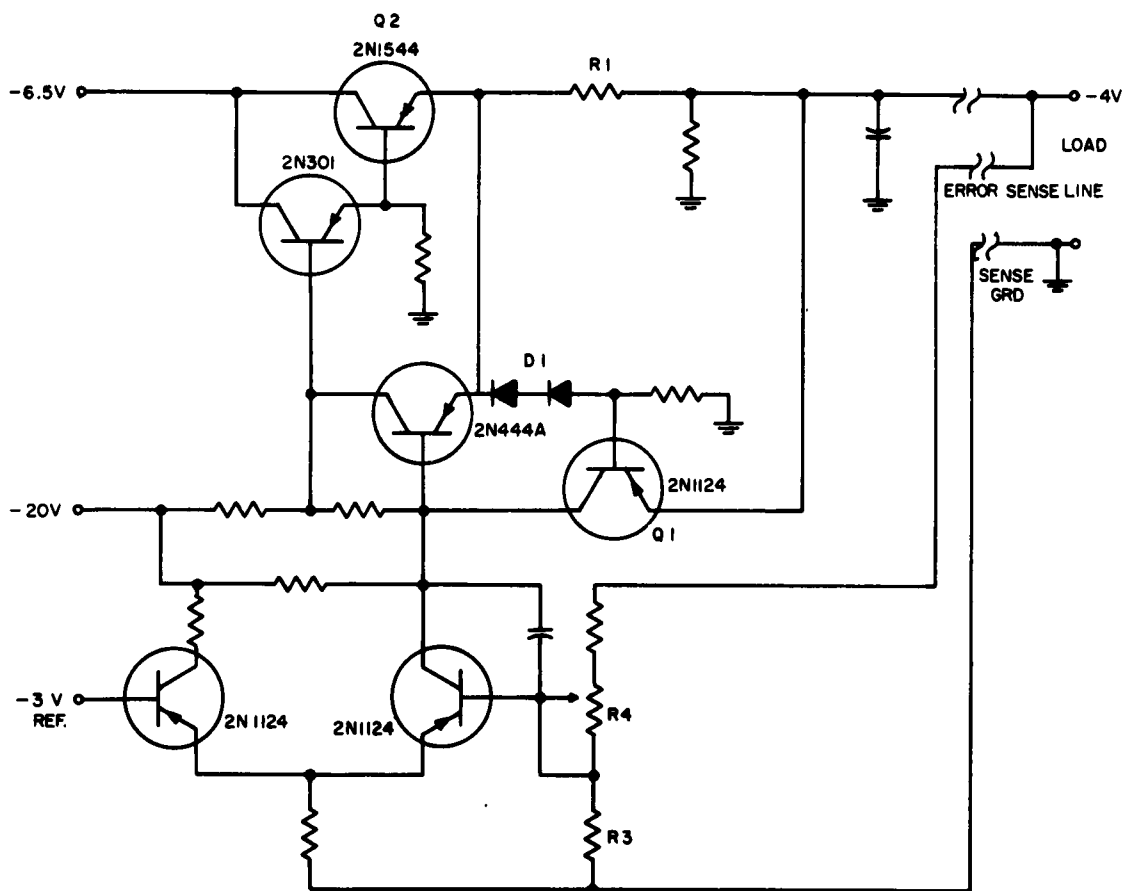 Q2
2N1544
R1
-6.5V
-4V
LOAD
2N301
ERROR SENSE LINE
SENSE
GRD
D1
2N444A
2N1124
-20V
Q1
-3 V
REF.
2N1124
2N1124
R4
R3